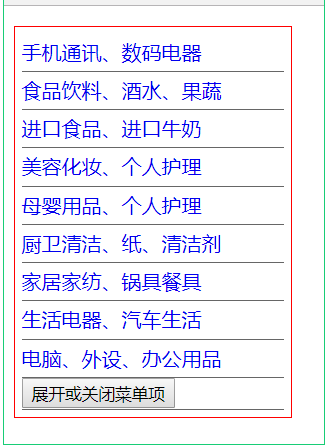 手机通讯、数码电器
食品饮料、酒水、果蔬
进口食品、进口牛奶
美容化妆、个人护理
母婴用品、个人护理
厨卫清洁、纸、清洁剂
家居家纺、锅具餐具
生活电器、汽车生活
电脑、外设、办公用品
展开或关闭菜单项